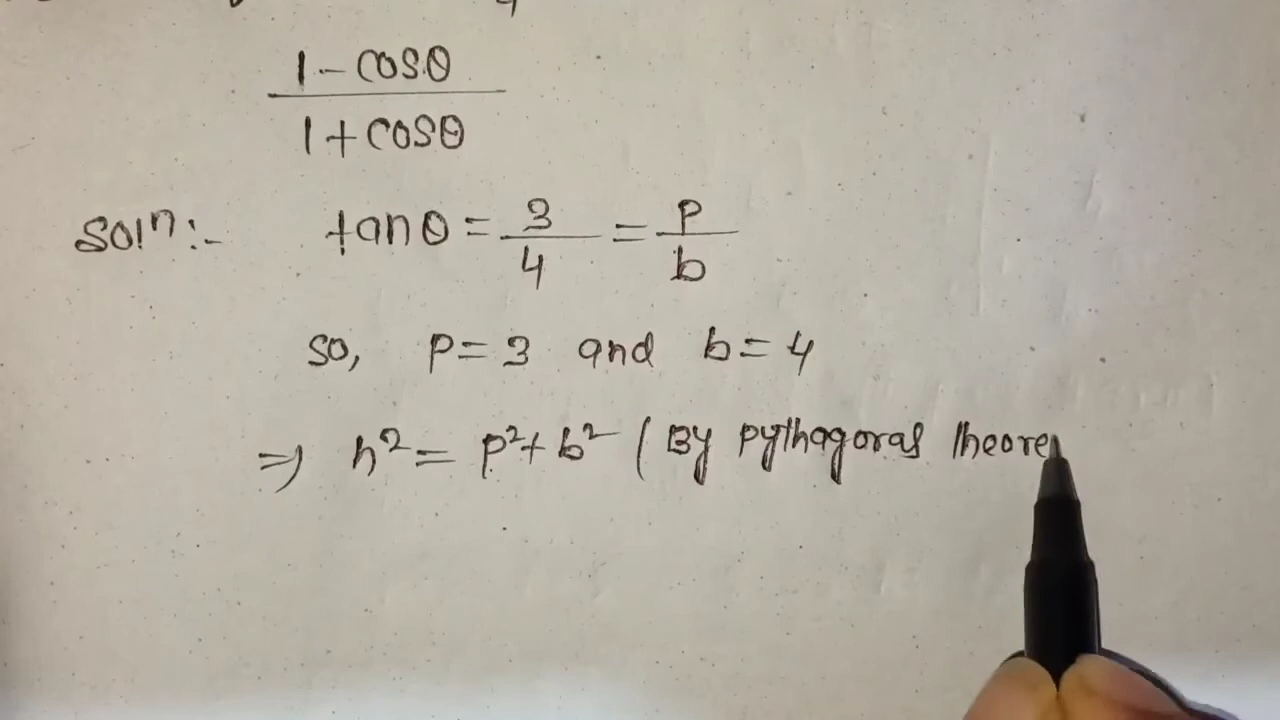 1 - cosθ
1 + cosθ
Solⁿ:- tanθ = 3/4 = P/b
so, P = 3 and b = 4
⇒ h² = p² + b² (By pythagoras theore